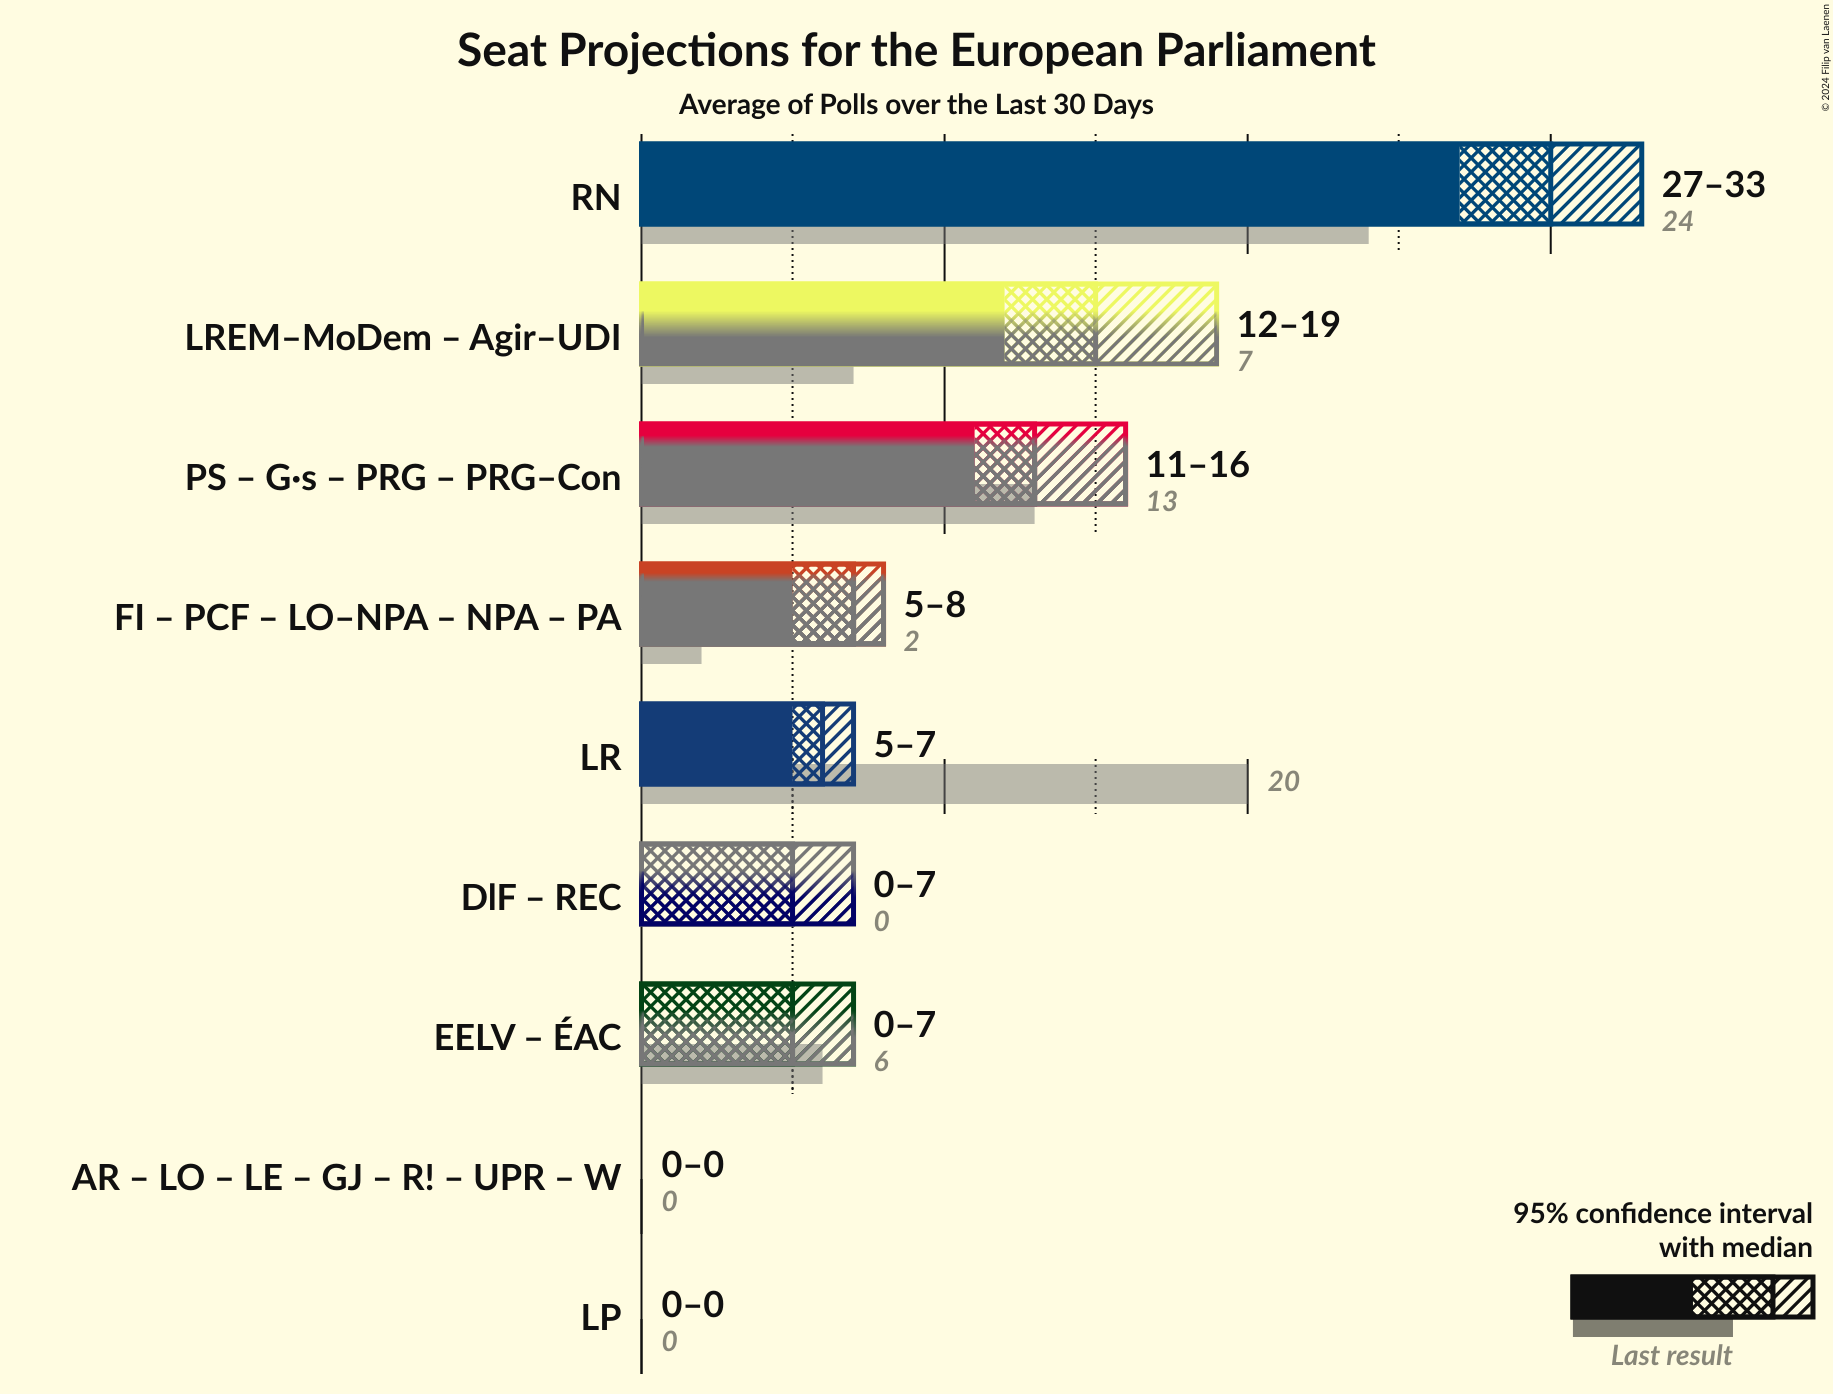 Seat Projections for the European Parliament
Average of Polls over the Last 30 Days
© 2024 Filip van Laenen
RN
27–33
24
LREM–MoDem – Agir–UDI
12–19
7
PS – G·s – PRG – PRG–Con
11–16
13
FI – PCF – LO–NPA – NPA – PA
5–8
2
LR
5–7
20
DlF – REC
0–7
0
EELV – ÉAC
0–7
6
AR – LO – LE – GJ – R! – UPR – W
0–0
0
LP
0–0
0
95% confidence interval
with median
Last result